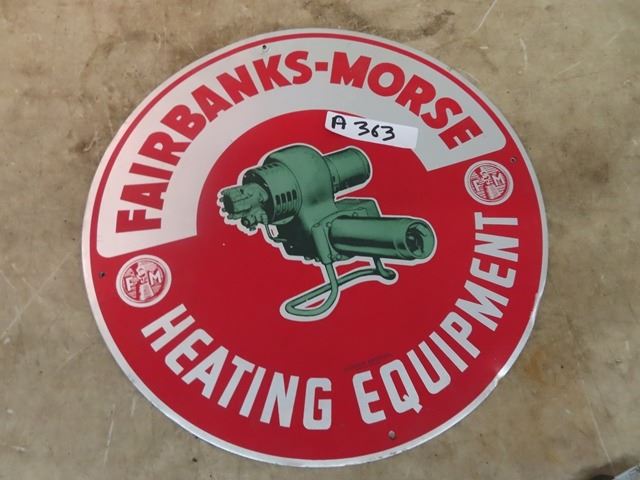 FAIRBANKS-MORSE
A 363
HEATING EQUIPMENT